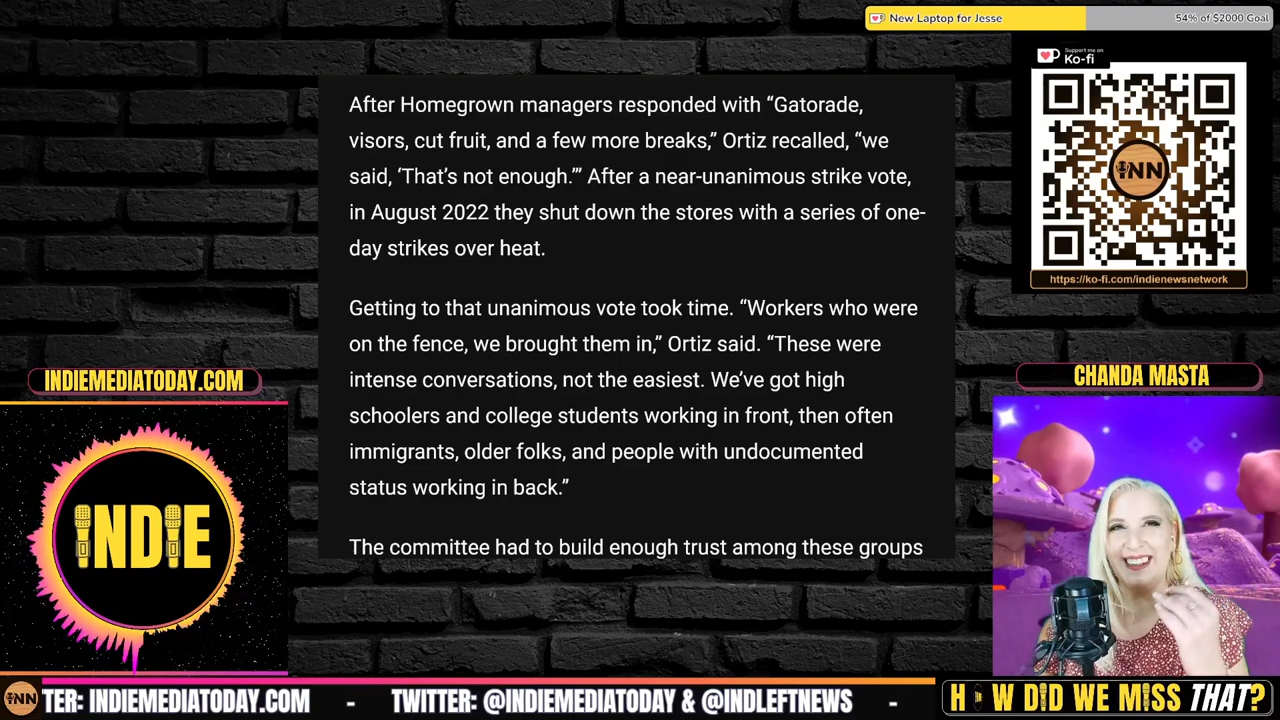 New Laptop for Jesse
54% of $2000 Goal
Support me on
Ko-fi
INN
https://ko-fi.com/indienewsnetwork
After Homegrown managers responded with “Gatorade,
visors, cut fruit, and a few more breaks,” Ortiz recalled, “we
said, ‘That’s not enough.’” After a near-unanimous strike vote,
in August 2022 they shut down the stores with a series of one-
day strikes over heat.
Getting to that unanimous vote took time. “Workers who were
on the fence, we brought them in,” Ortiz said. “These were
intense conversations, not the easiest. We’ve got high
schoolers and college students working in front, then often
immigrants, older folks, and people with undocumented
status working in back.”
The committee had to build enough trust among these groups
INDIEMEDIATODAY.COM
INDIE
CHANDA MASTA
INN
TER: INDIEMEDIATODAY.COM - TWITTER: @INDIEMEDIATODAY & @INDLEFTNEWS -
HOW DID WE MISS THAT?